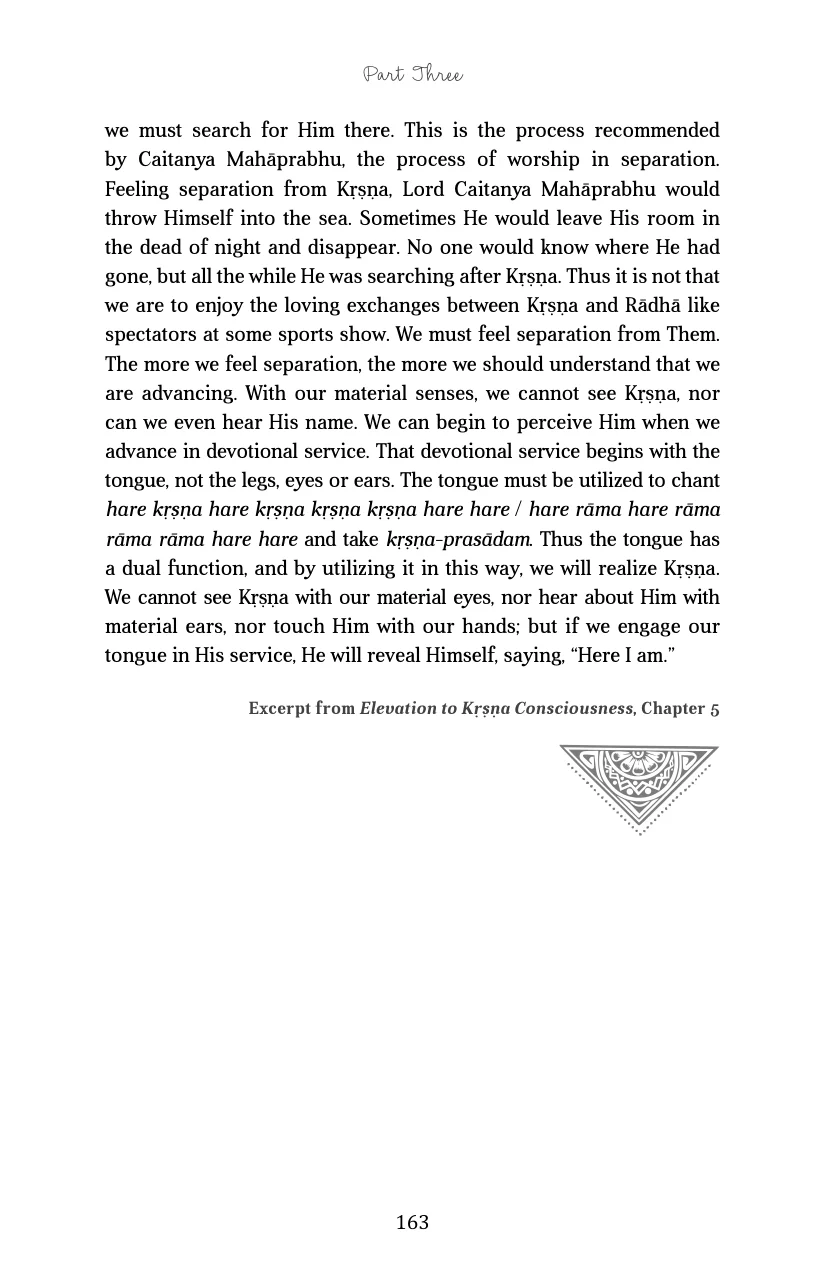 Part Three
we must search for Him there. This is the process recommended
by Caitanya Mahāprabhu, the process of worship in separation.
Feeling separation from Kṛṣṇa, Lord Caitanya Mahāprabhu would
throw Himself into the sea. Sometimes He would leave His room in
the dead of night and disappear. No one would know where He had
gone, but all the while He was searching after Kṛṣṇa. Thus it is not that
we are to enjoy the loving exchanges between Kṛṣṇa and Rādhā like
spectators at some sports show. We must feel separation from Them.
The more we feel separation, the more we should understand that we
are advancing. With our material senses, we cannot see Kṛṣṇa, nor
can we even hear His name. We can begin to perceive Him when we
advance in devotional service. That devotional service begins with the
tongue, not the legs, eyes or ears. The tongue must be utilized to chant
hare kṛṣṇa hare kṛṣṇa kṛṣṇa kṛṣṇa hare hare / hare rāma hare rāma
rāma rāma hare hare and take kṛṣṇa-prasādam. Thus the tongue has
a dual function, and by utilizing it in this way, we will realize Kṛṣṇa.
We cannot see Kṛṣṇa with our material eyes, nor hear about Him with
material ears, nor touch Him with our hands; but if we engage our
tongue in His service, He will reveal Himself, saying, “Here I am.”
Excerpt from Elevation to Kṛṣṇa Consciousness, Chapter 5
163